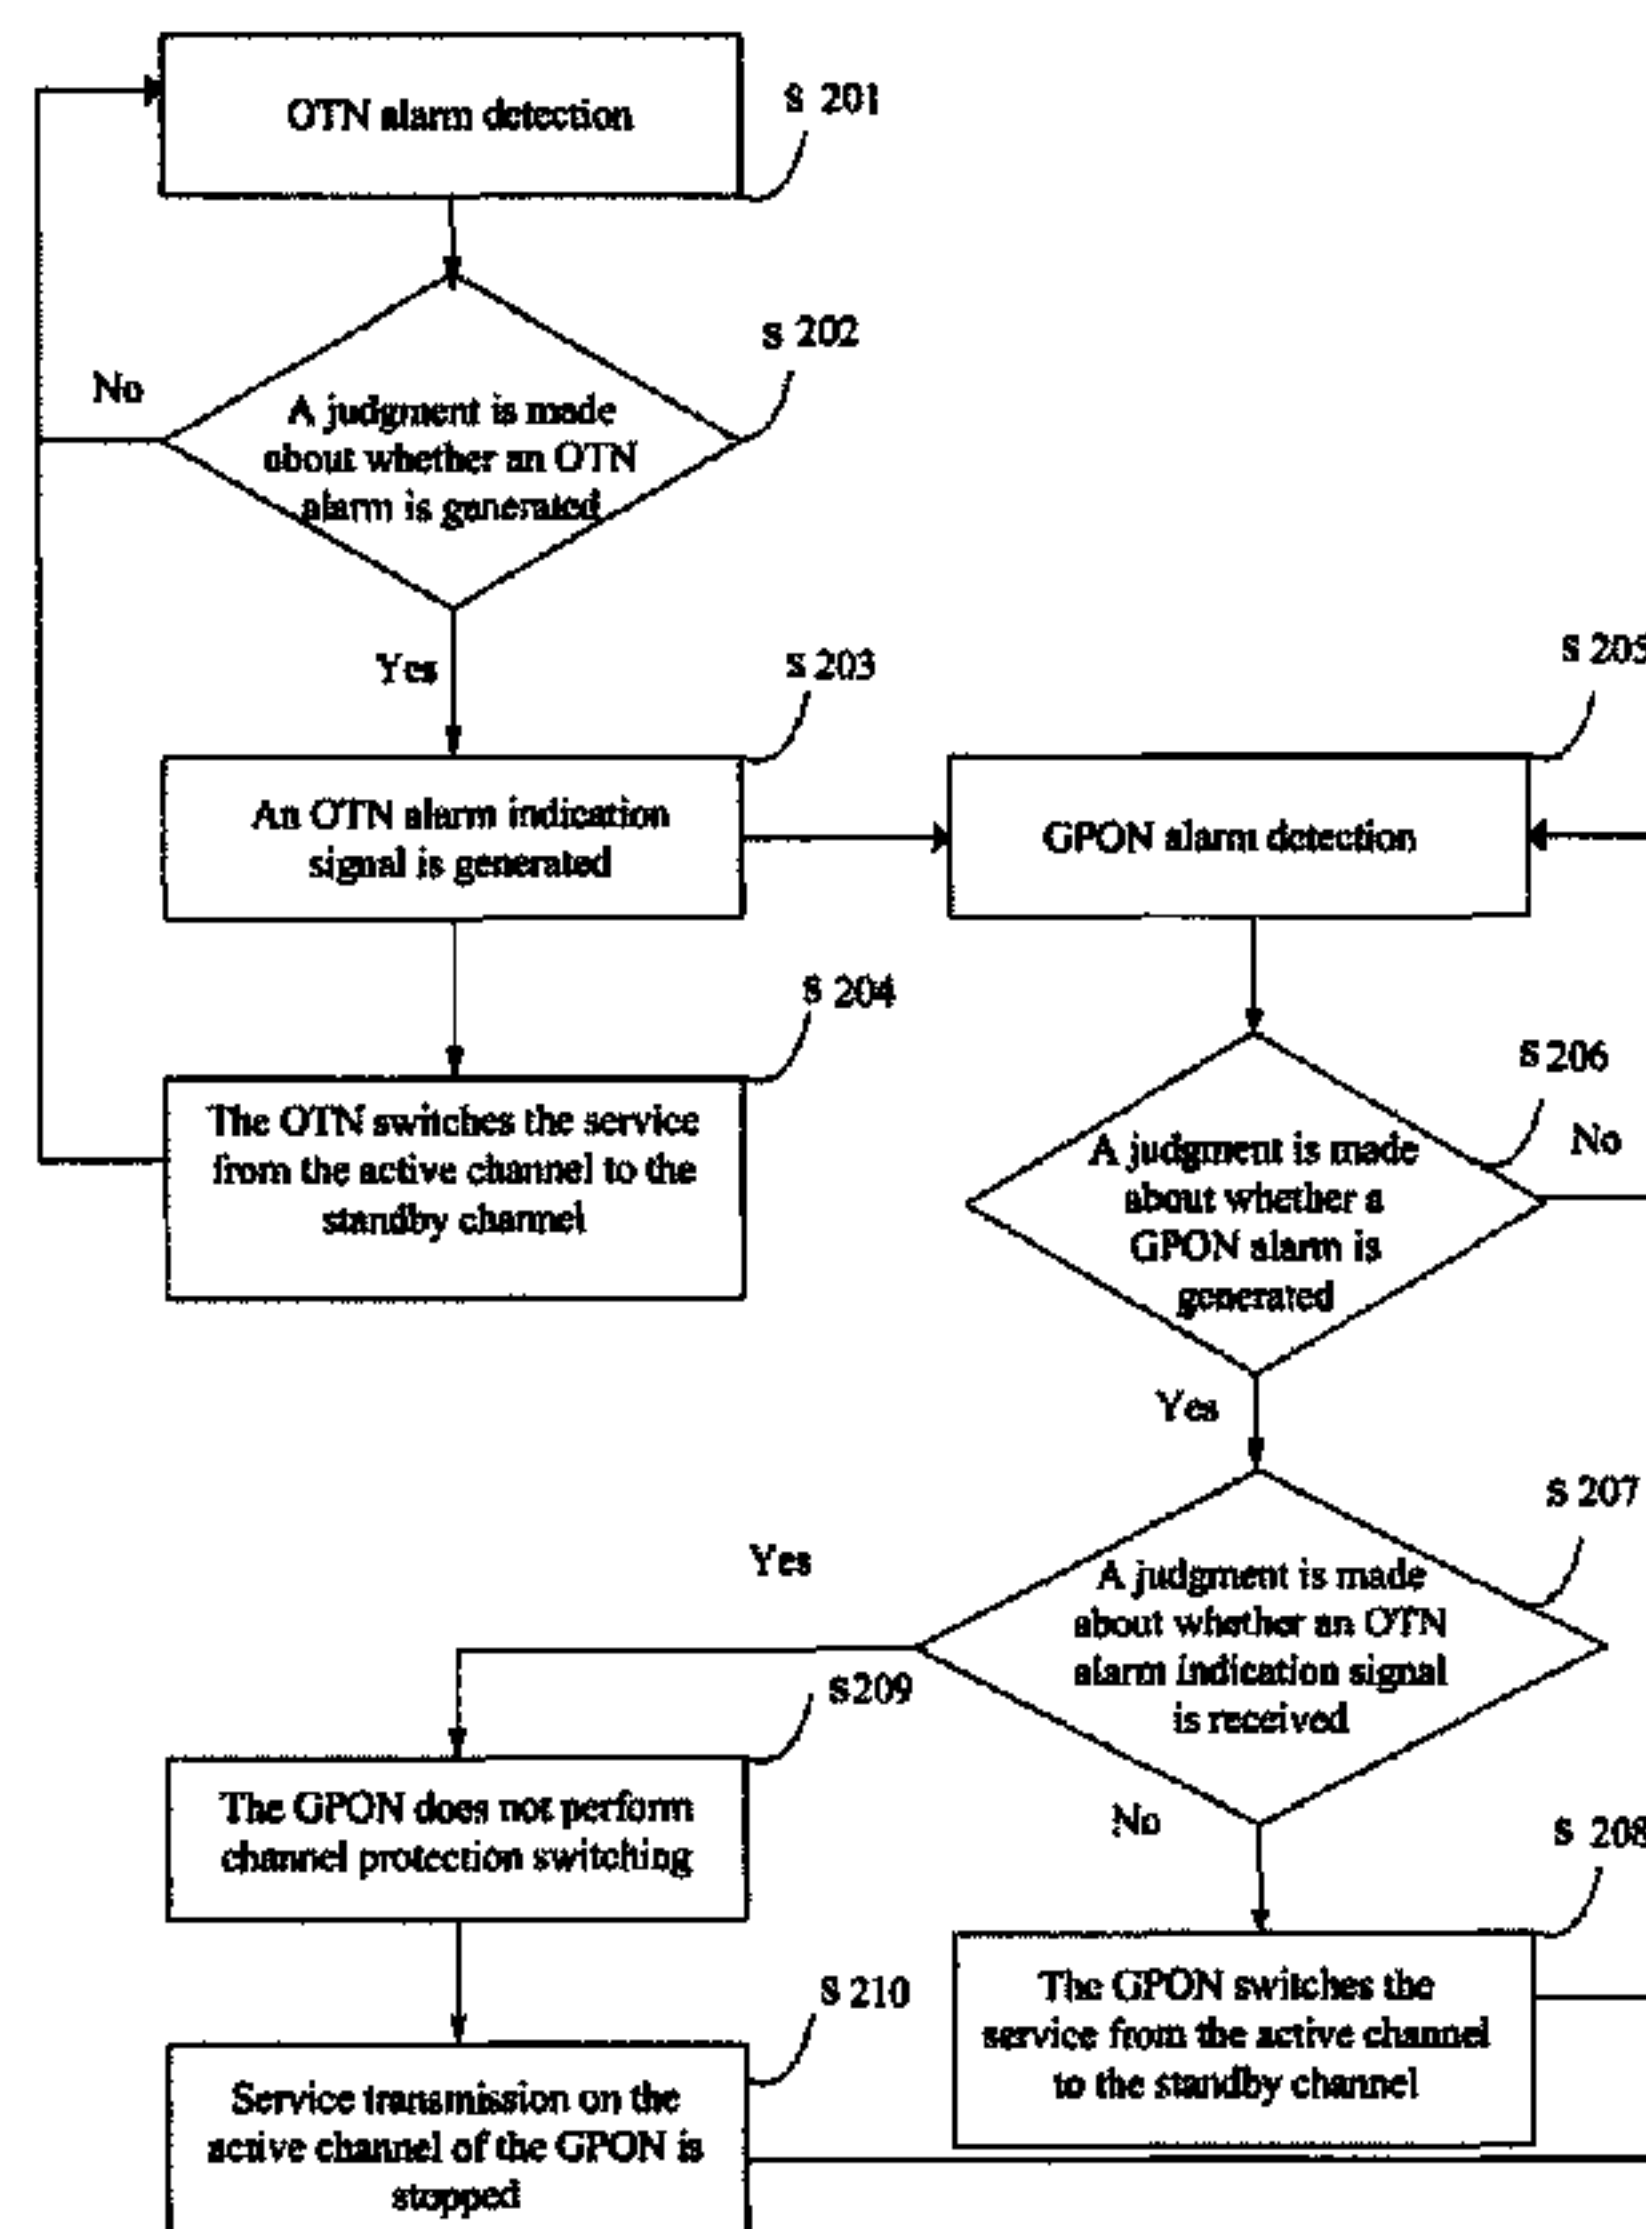 OTN alarm detection
S 201
S 202
No
A judgment is made
about whether an OTN
alarm is generated
Yes
S 203
S 205
An OTN alarm indication
signal is generated
GPON alarm detection
S 204
The OTN switches the service
from the active channel to the
standby channel
S 206
No
A judgment is made
about whether a
GPON alarm is
generated
Yes
S 207
Yes
A judgment is made
about whether an OTN
alarm indication signal
is received
S209
The GPON does not perform
channel protection switching
No
S 208
The GPON switches the
service from the active channel
to the standby channel
S 210
Service transmission on the
active channel of the GPON is
stopped